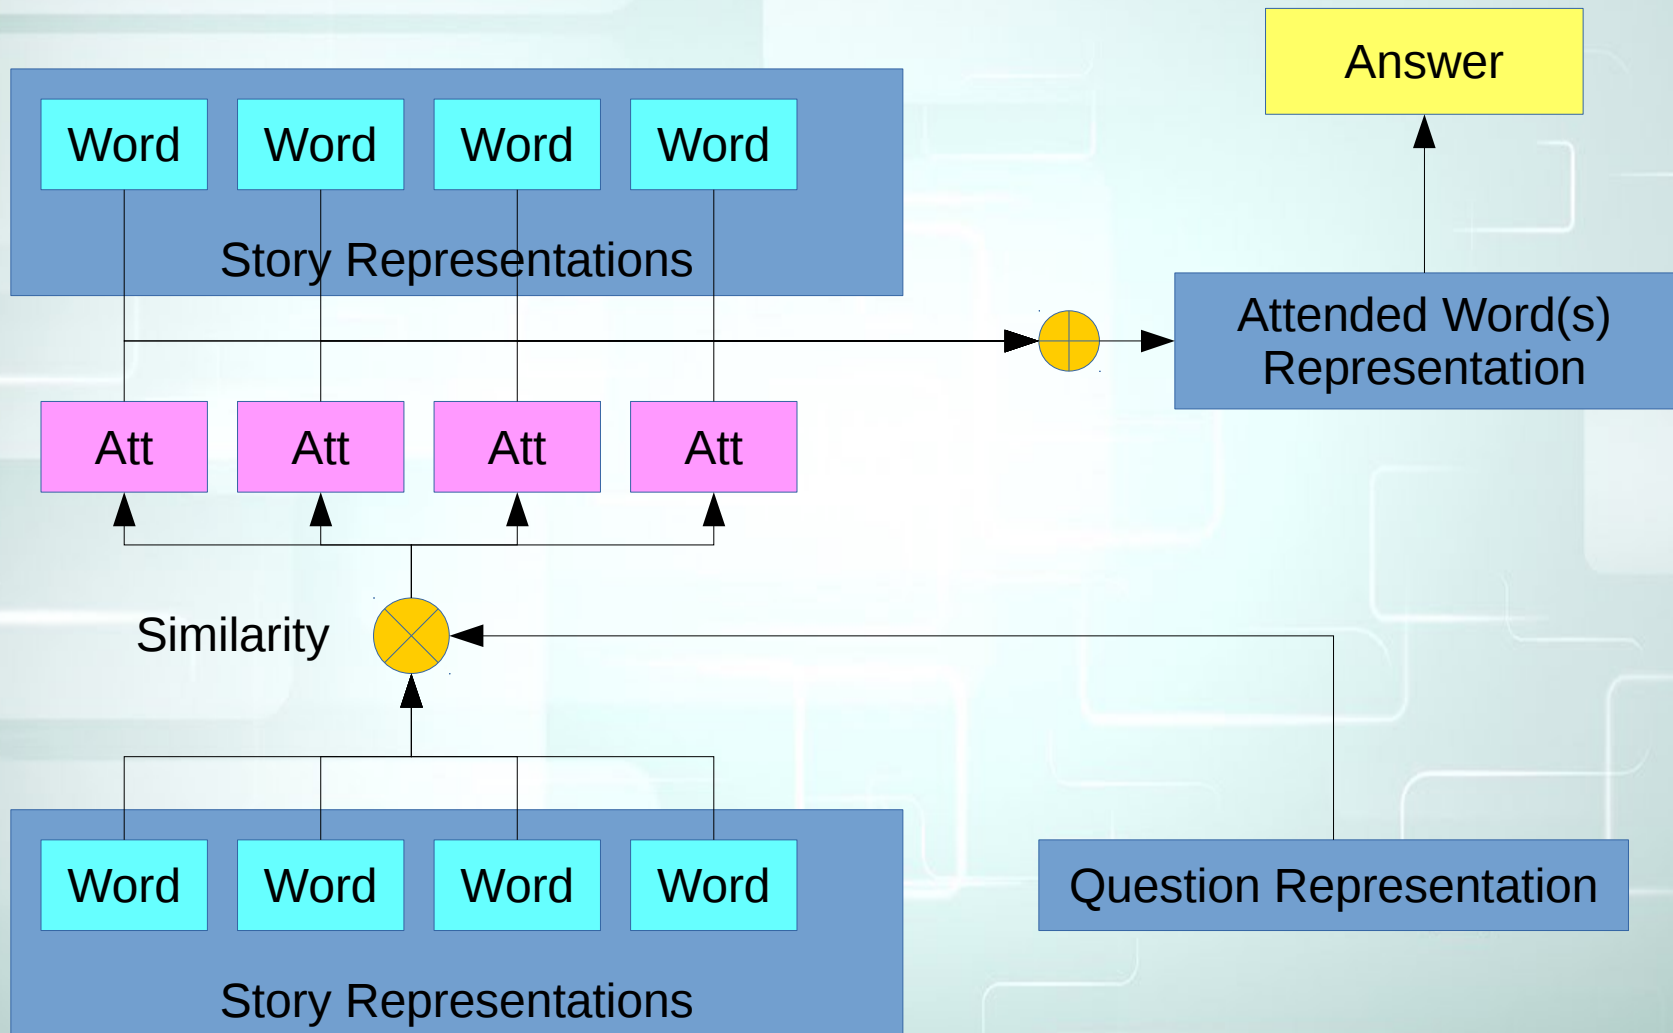 Answer
Word Word Word Word
Story Representations
Attended Word(s)
Representation
Att Att Att Att
Similarity
Word Word Word Word
Question Representation
Story Representations